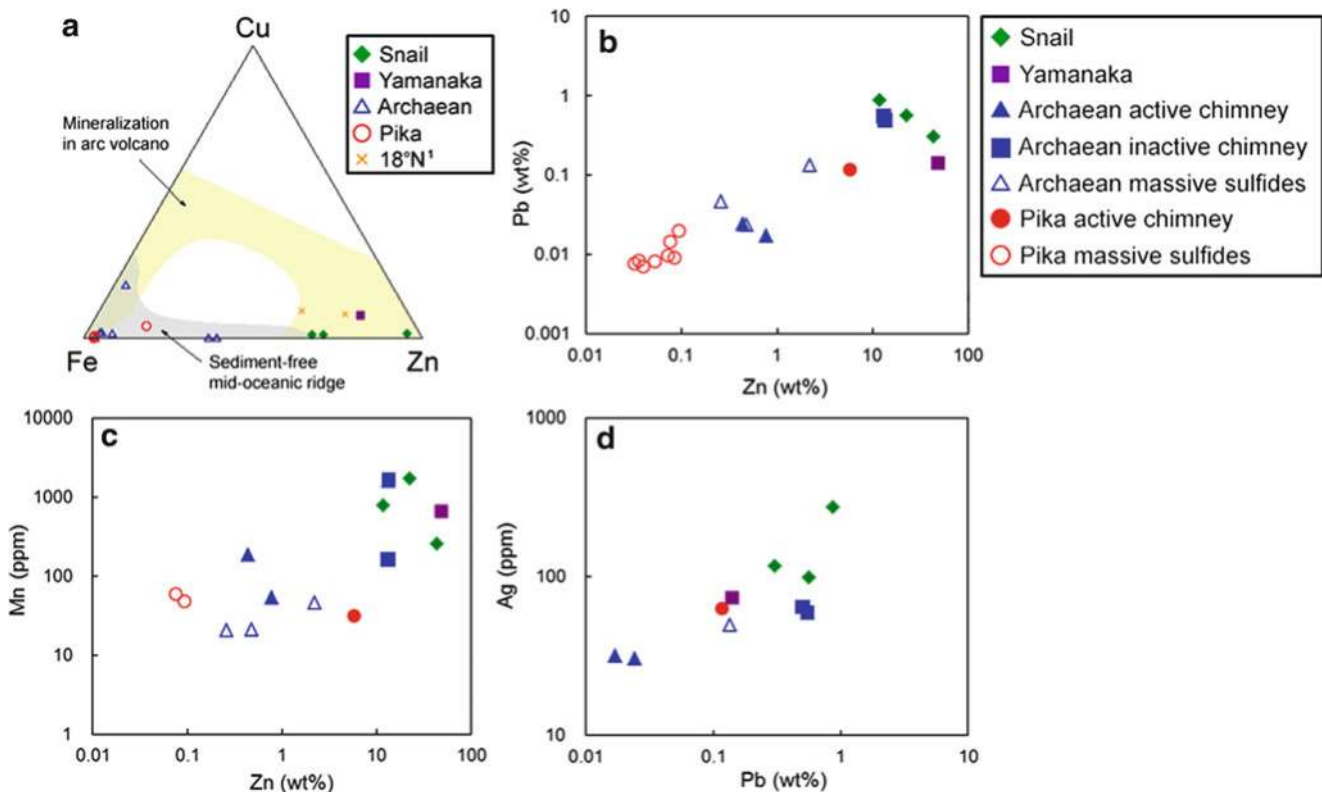 a
Cu
Snail
Yamanaka
Archaean
Pika
18°N¹
Mineralization
in arc volcano
Fe
Zn
Sediment-free
mid-oceanic ridge
b
10
1
0.1
0.01
0.001
Pb (wt%)
0.01
0.1
1
10
100
Zn (wt%)
Snail
Yamanaka
Archaean active chimney
Archaean inactive chimney
Archaean massive sulfides
Pika active chimney
Pika massive sulfides
c
10000
1000
100
10
1
Mn (ppm)
0.01
0.1
1
10
100
Zn (wt%)
d
1000
100
10
Ag (ppm)
0.01
0.1
1
10
Pb (wt%)